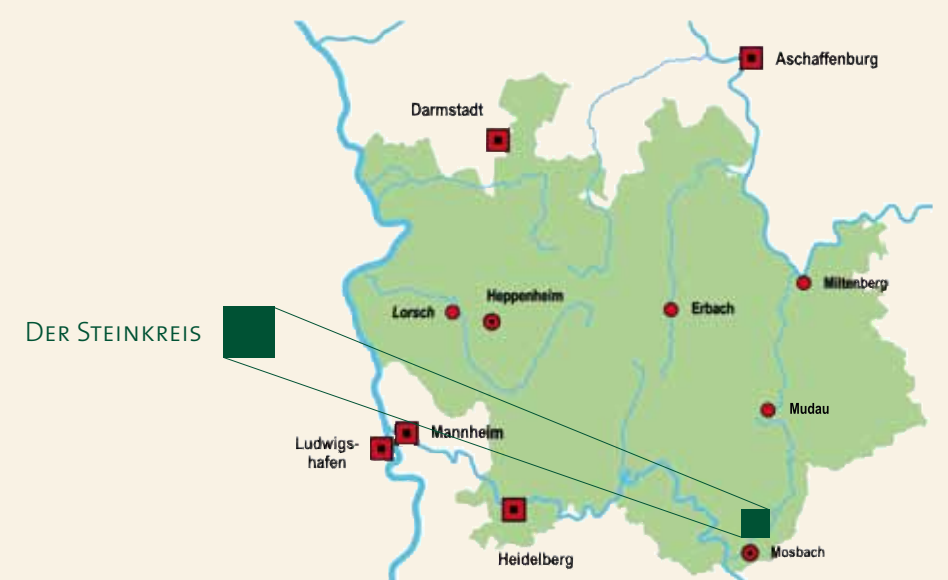 Aschaffenburg
Darmstadt
Miltenberg
Heppenheim
Lorsch
Erbach
DER STEINKREIS
Mudau
Mannheim
Ludwigs-
hafen
Heidelberg
Mosbach